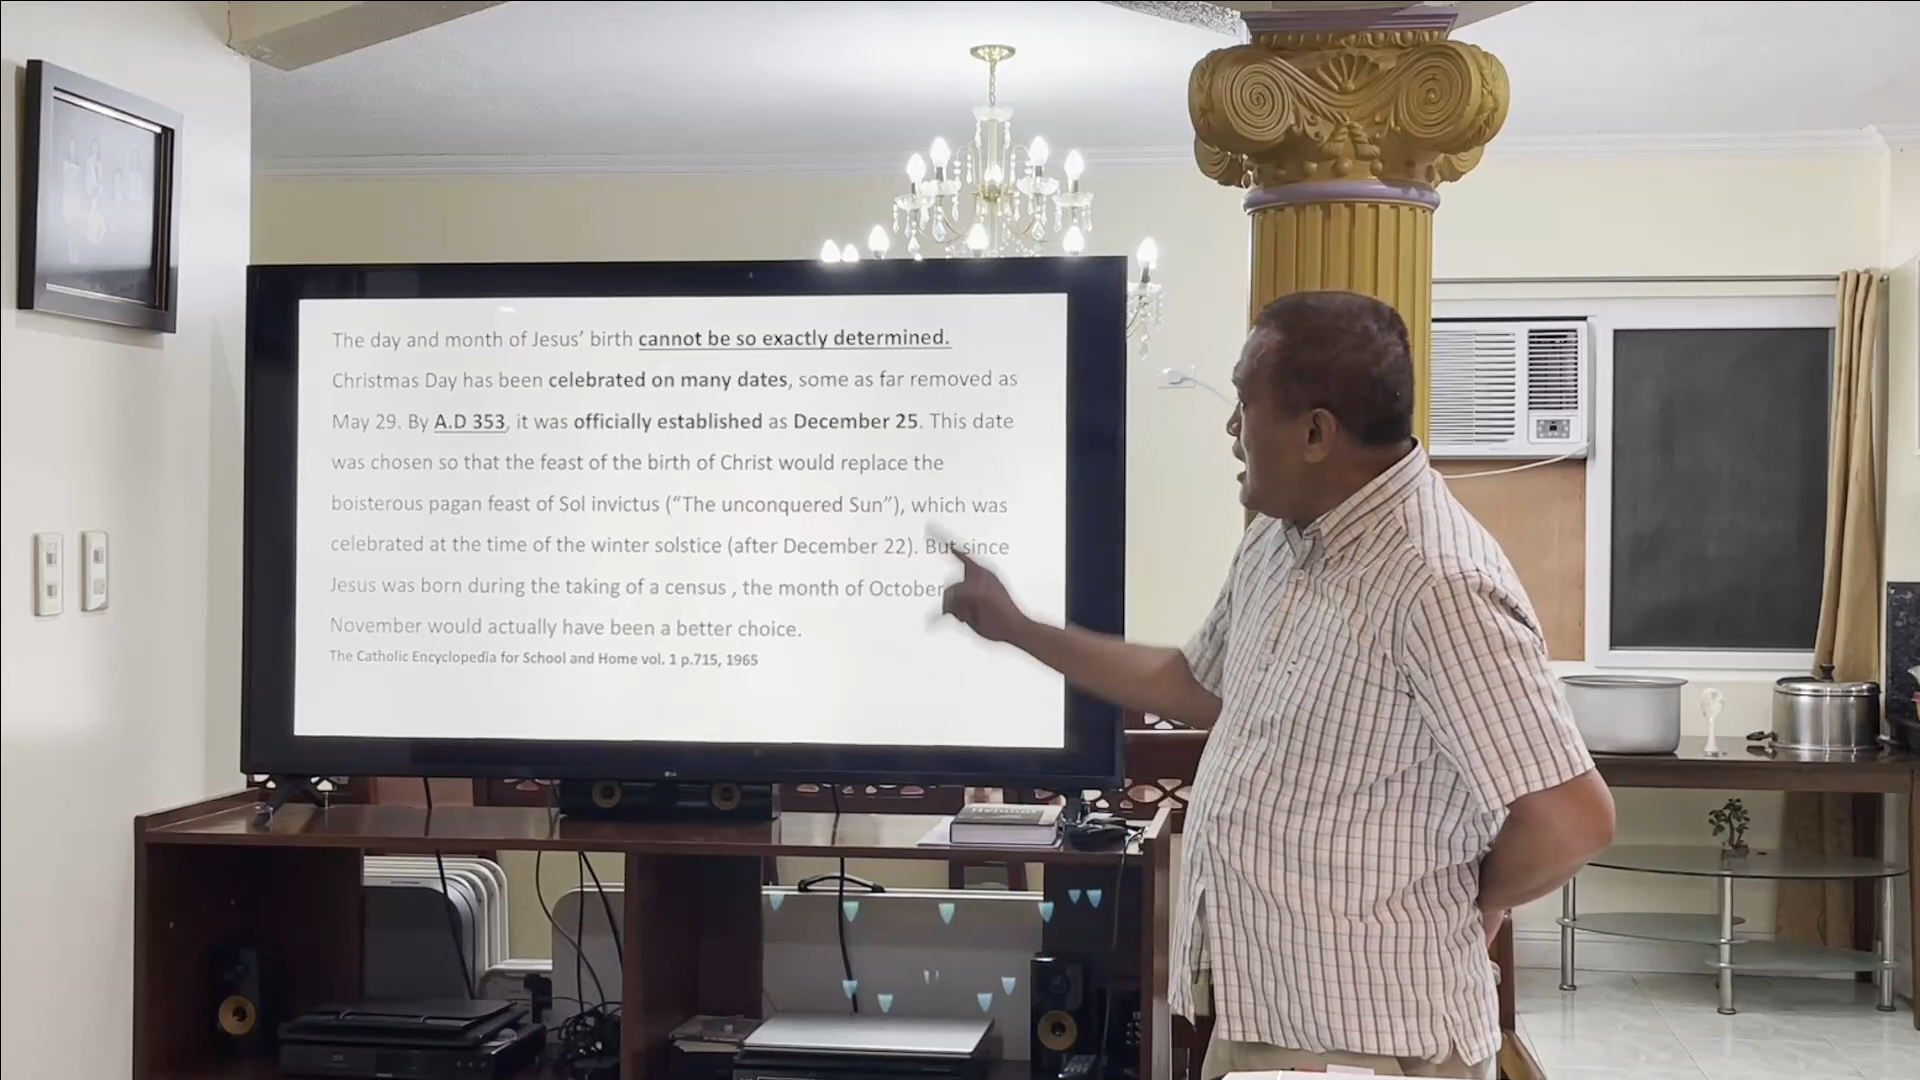 The day and month of Jesus’ birth cannot be so exactly determined.
Christmas Day has been celebrated on many dates, some as far removed as
May 29. By A.D 353, it was officially established as December 25. This date
was chosen so that the feast of the birth of Christ would replace the
boisterous pagan feast of Sol invictus (“The unconquered Sun”), which was
celebrated at the time of the winter solstice (after December 22). But since
Jesus was born during the taking of a census , the month of October
November would actually have been a better choice.
The Catholic Encyclopedia for School and Home vol. 1 p.715, 1965
LG